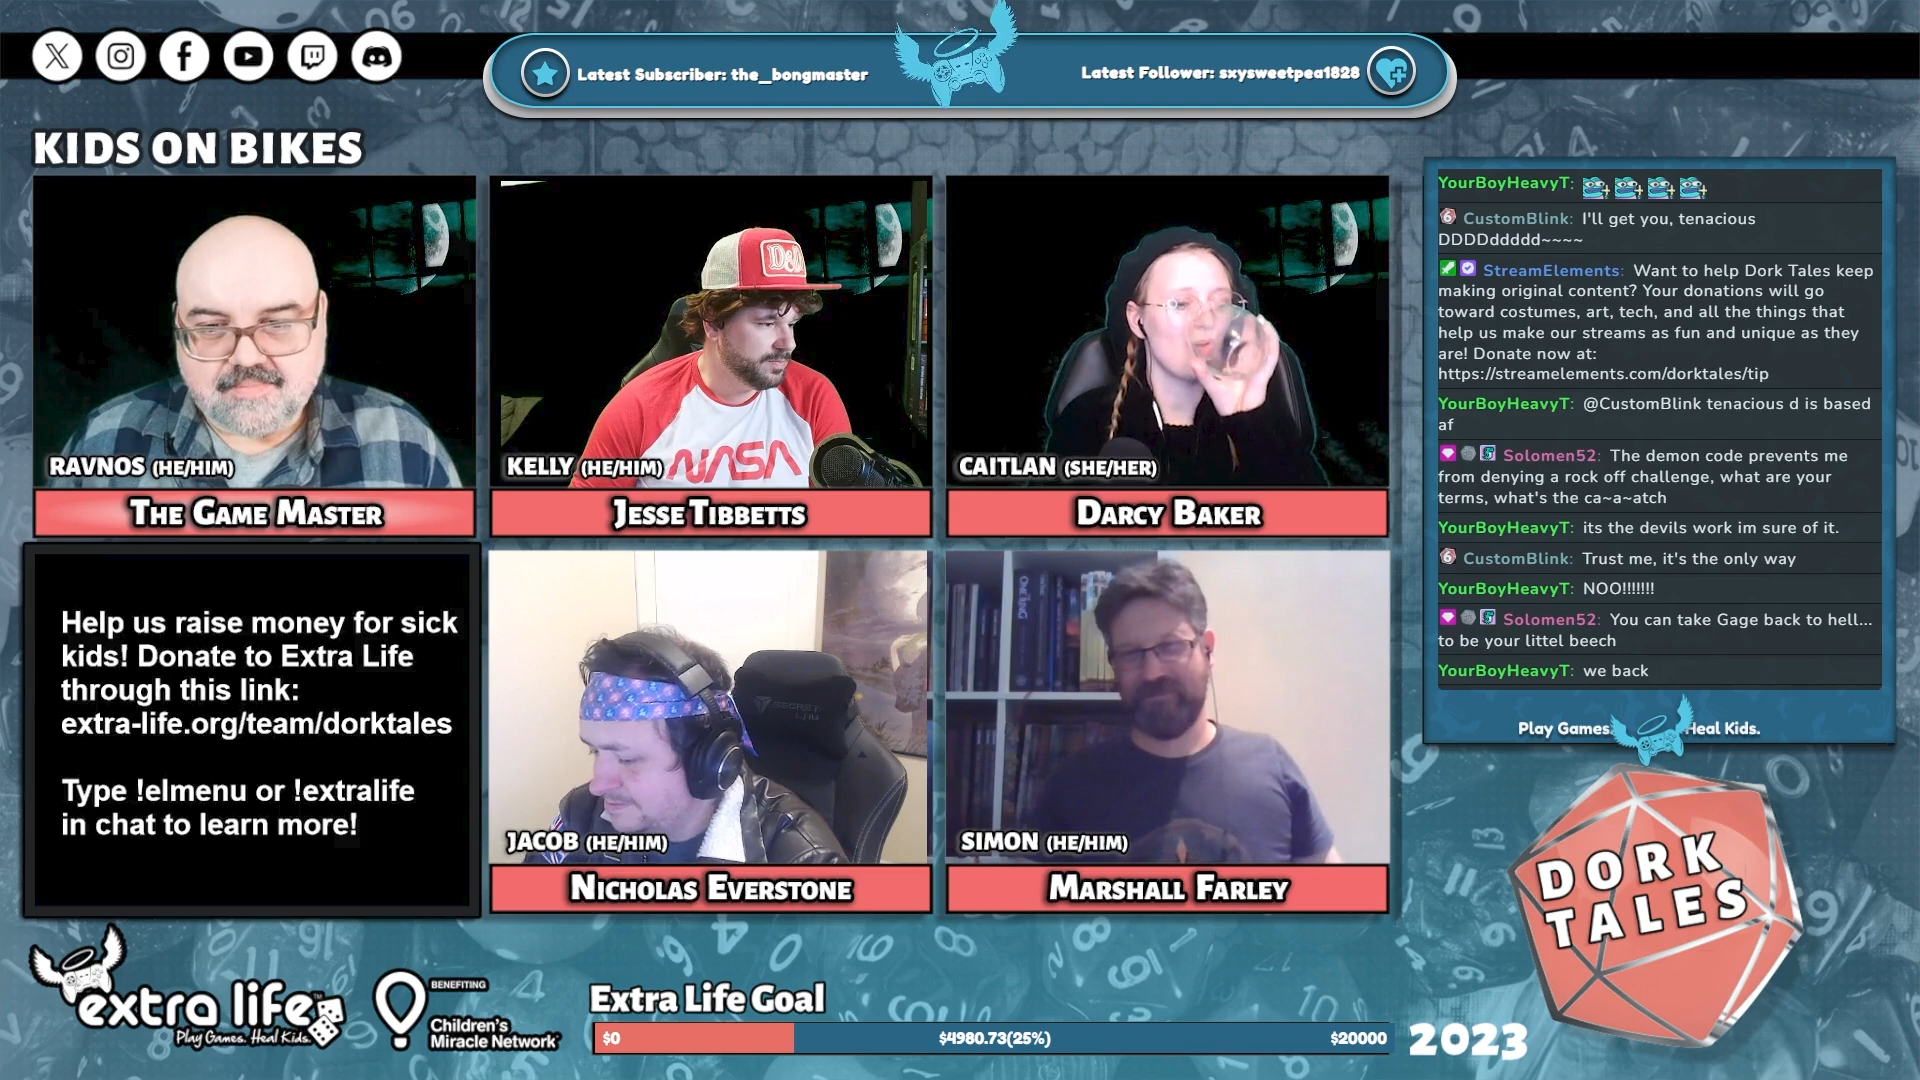 Latest Subscriber: the_bongmaster
Latest Follower: sxysweetpea1828
KIDS ON BIKES
RAVNOS (HE/HIM)
THE GAME MASTER
D&D
NASA
KELLY (HE/HIM)
JESSE TIBBETTS
CAITLAN (SHE/HER)
DARCY BAKER
Help us raise money for sick
kids! Donate to Extra Life
through this link:
extra-life.org/team/dorktales
Type !elmenu or !extralife
in chat to learn more!
SECRET
LAB
JACOB (HE/HIM)
NICHOLAS EVERSTONE
SIMON (HE/HIM)
MARSHALL FARLEY
YourBoyHeavyT:
CustomBlink: I'll get you, tenacious
DDDDddddd~~~~
StreamElements: Want to help Dork Tales keep
making original content? Your donations will go
toward costumes, art, tech, and all the things that
help us make our streams as fun and unique as they
are! Donate now at:
https://streamelements.com/dorktales/tip
YourBoyHeavyT: @CustomBlink tenacious d is based
af
Solomen52: The demon code prevents me
from denying a rock off challenge, what are your
terms, what's the ca~a~atch
YourBoyHeavyT: its the devils work im sure of it.
CustomBlink: Trust me, it's the only way
YourBoyHeavyT: NOO!!!!!!!
Solomen52: You can take Gage back to hell...
to be your littel beech
YourBoyHeavyT: we back
Play Games. Heal Kids.
DORK
TALES
extra life
Play Games. Heal Kids.
BENEFITING
Children's
Miracle Network
Extra Life Goal
$0
$4980.73(25%)
$20000
2023